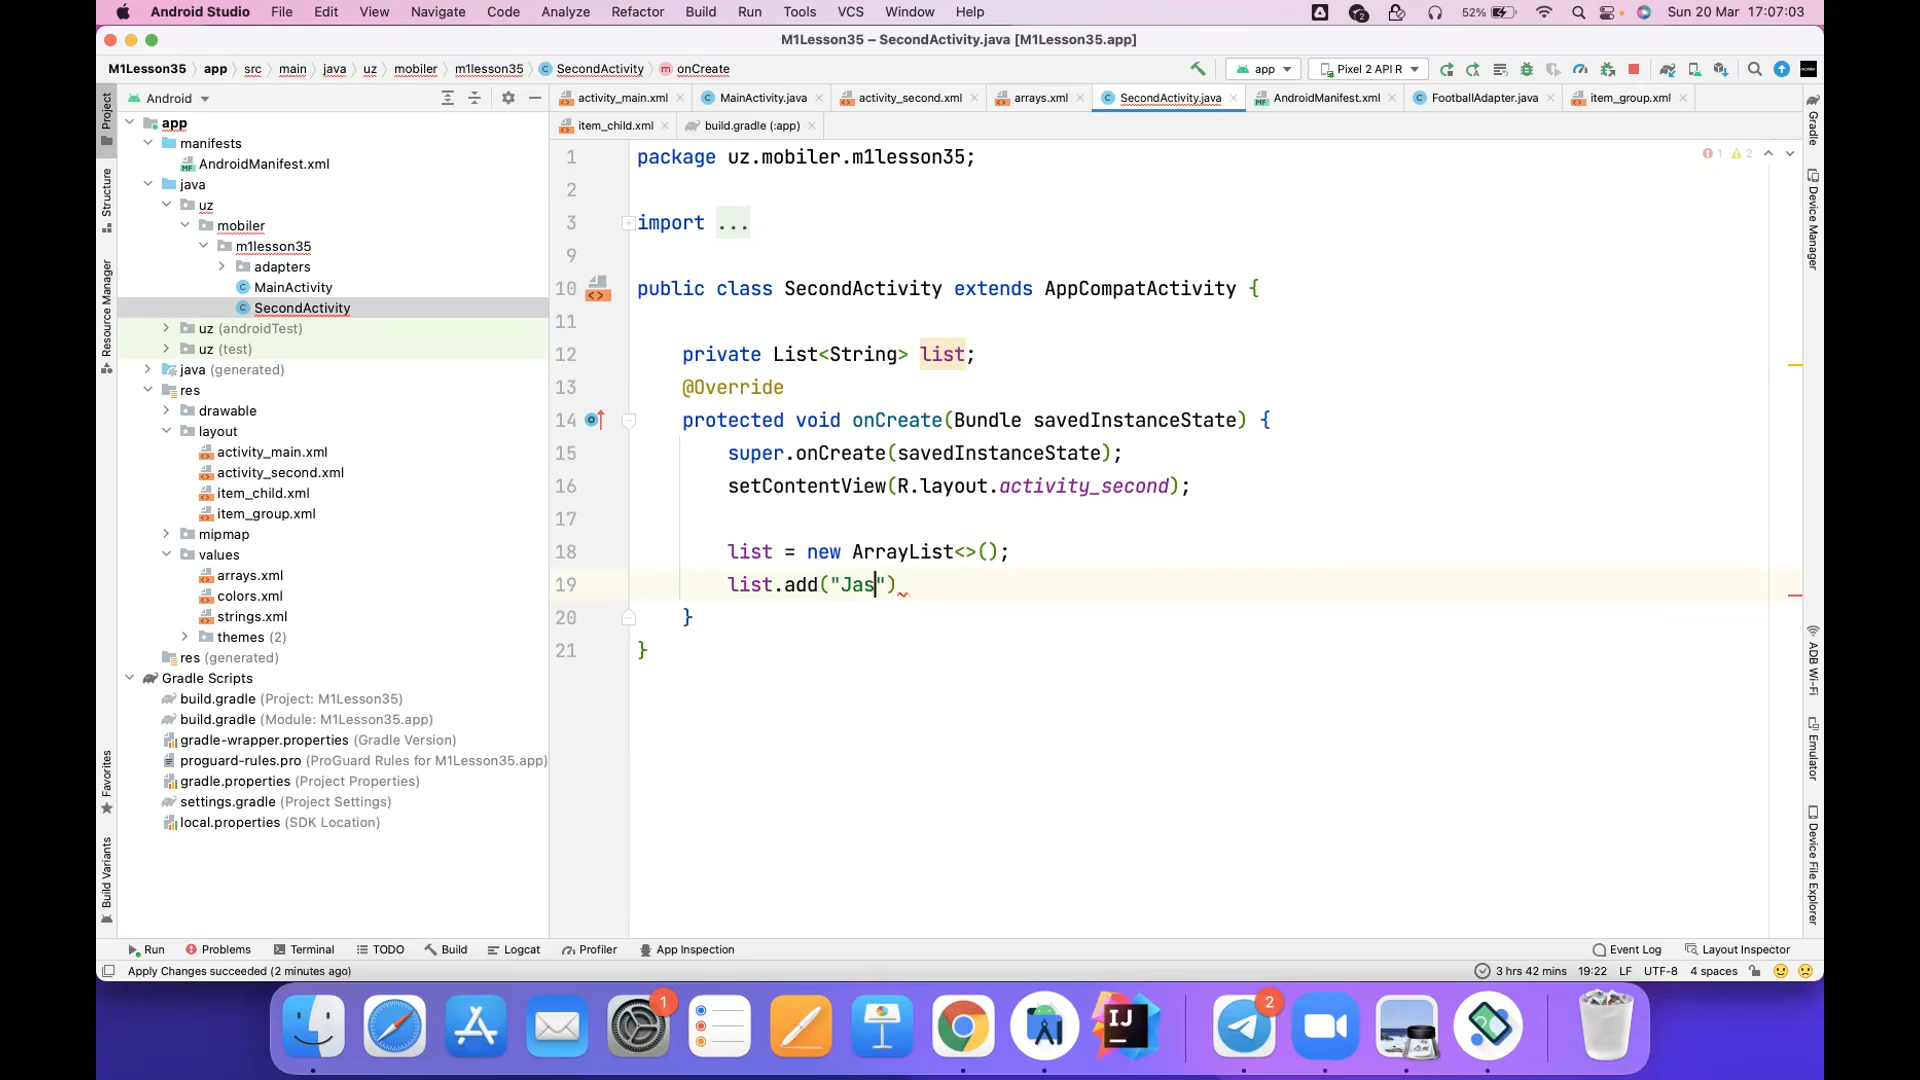 Android Studio File Edit View Navigate Code Analyze Refactor Build Run Tools VCS Window Help 2 52% Sun 20 Mar 17:07:03
M1Lesson35 – SecondActivity.java [M1Lesson35.app]
M1Lesson35 app src main java uz mobiler m1lesson35 SecondActivity onCreate app Pixel 2 API R
Android activity_main.xml MainActivity.java activity_second.xml arrays.xml SecondActivity.java AndroidManifest.xml FootballAdapter.java item_group.xml
item_child.xml build.gradle (:app)
Project
Structure
Resource Manager
Favorites
Build Variants
app
manifests
AndroidManifest.xml
java
uz
mobiler
m1lesson35
adapters
MainActivity
SecondActivity
uz (androidTest)
uz (test)
java (generated)
res
drawable
layout
activity_main.xml
activity_second.xml
item_child.xml
item_group.xml
mipmap
values
arrays.xml
colors.xml
strings.xml
themes (2)
res (generated)
Gradle Scripts
build.gradle (Project: M1Lesson35)
build.gradle (Module: M1Lesson35.app)
gradle-wrapper.properties (Gradle Version)
proguard-rules.pro (ProGuard Rules for M1Lesson35.app)
gradle.properties (Project Properties)
settings.gradle (Project Settings)
local.properties (SDK Location)
1 package uz.mobiler.m1lesson35; 1 2
2
3 import ...
9
10 public class SecondActivity extends AppCompatActivity {
11
12 private List<String> list;
13 @Override
14 protected void onCreate(Bundle savedInstanceState) {
15 super.onCreate(savedInstanceState);
16 setContentView(R.layout.activity_second);
17
18 list = new ArrayList<>();
19 list.add("Jas")
20 }
21 }
Gradle
Device Manager
ADB Wi-Fi
Emulator
Device File Explorer
Run Problems Terminal TODO Build Logcat Profiler App Inspection Event Log Layout Inspector
Apply Changes succeeded (2 minutes ago) 3 hrs 42 mins 19:22 LF UTF-8 4 spaces
1 IJ 2